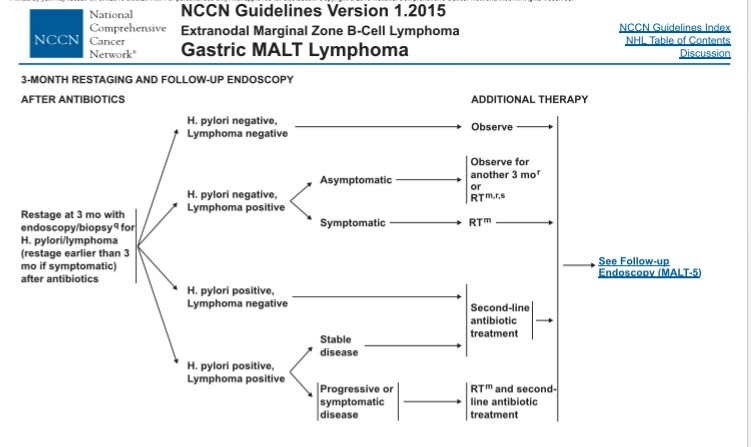 NCCN
National
Comprehensive
Cancer
Network®
NCCN Guidelines Version 1.2015
Extranodal Marginal Zone B-Cell Lymphoma
Gastric MALT Lymphoma
NCCN Guidelines Index
NHL Table of Contents
Discussion
3-MONTH RESTAGING AND FOLLOW-UP ENDOSCOPY
AFTER ANTIBIOTICS
ADDITIONAL THERAPY
Restage at 3 mo with
endoscopy/biopsyq for
H. pylori/lymphoma
(restage earlier than 3
mo if symptomatic)
after antibiotics
H. pylori negative,
Lymphoma negative
Observe
H. pylori negative,
Lymphoma positive
Asymptomatic
Observe for
another 3 mor
or
RTm,r,s
Symptomatic
RTm
H. pylori positive,
Lymphoma negative
Second-line
antibiotic
treatment
H. pylori positive,
Lymphoma positive
Stable
disease
Progressive or
symptomatic
disease
RTm and second-
line antibiotic
treatment
See Follow-up
Endoscopy (MALT-5)